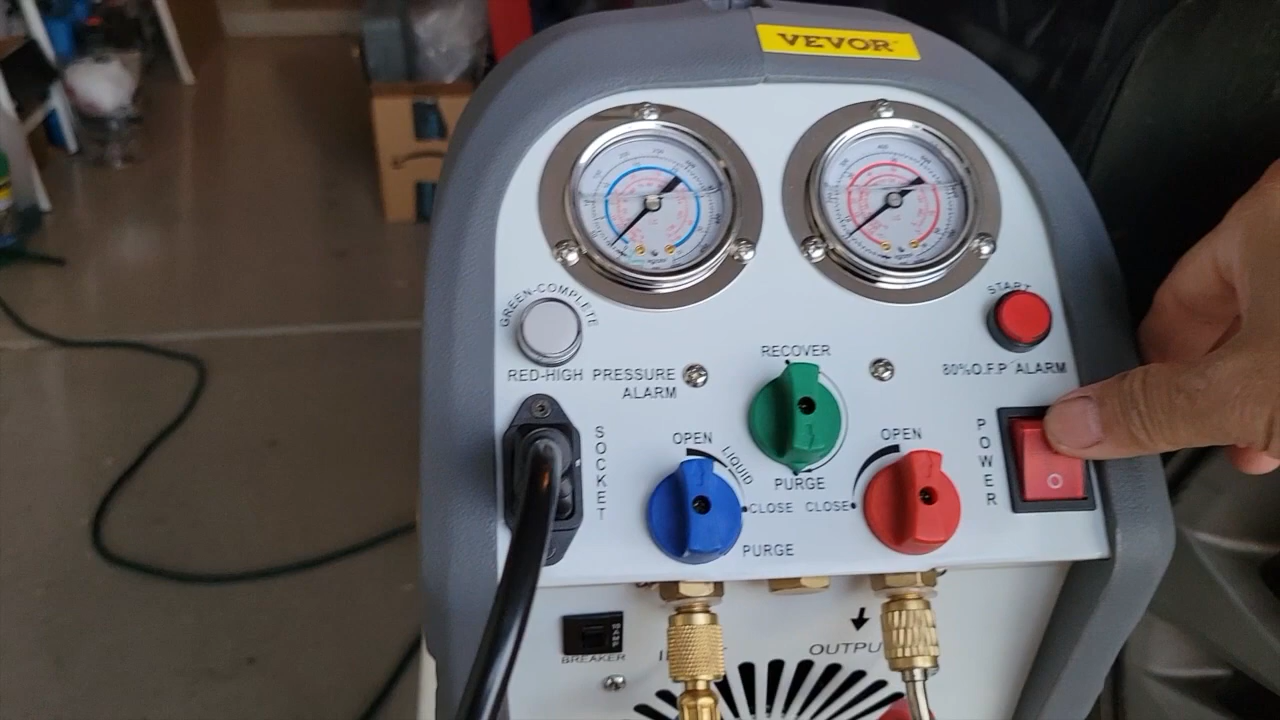 VEVOR
GREEN-COMPLETE
RED-HIGH PRESSURE
ALARM
START
80% O.F.P ALARM
RECOVER
PURGE
OPEN
LIQUID
CLOSE
PURGE
OPEN
CLOSE
SOCKET
POWER
BREAKER
OUTPU